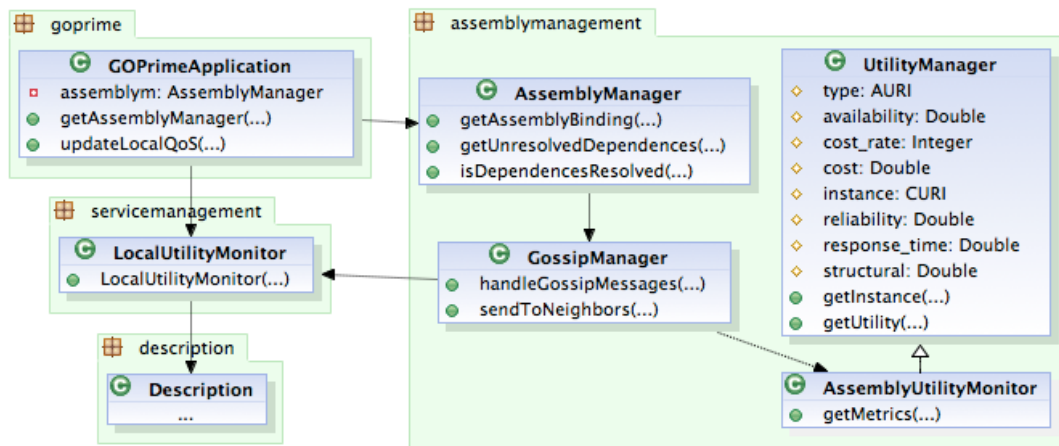 goprime
GOPrimeApplication
assemblym: AssemblyManager
getAssemblyManager(...)
updateLocalQoS(...)
servicemanagement
LocalUtilityMonitor
LocalUtilityMonitor(...)
description
Description
...
assemblymanagement
AssemblyManager
getAssemblyBinding(...)
getUnresolvedDependences(...)
isDependencesResolved(...)
GossipManager
handleGossipMessages(...)
sendToNeighbors(...)
UtilityManager
type: AURI
availability: Double
cost_rate: Integer
cost: Double
instance: CURI
reliability: Double
response_time: Double
structural: Double
getInstance(...)
getUtility(...)
AssemblyUtilityMonitor
getMetrics(...)